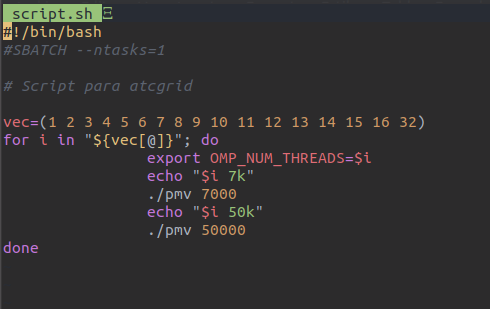 script.sh
#!/bin/bash
#SBATCH --ntasks=1
# Script para atcgrid
vec=(1 2 3 4 5 6 7 8 9 10 11 12 13 14 15 16 32)
for i in "${vec[@]}"; do
export OMP_NUM_THREADS=$i
echo "$i 7k"
./pmv 7000
echo "$i 50k"
./pmv 50000
done